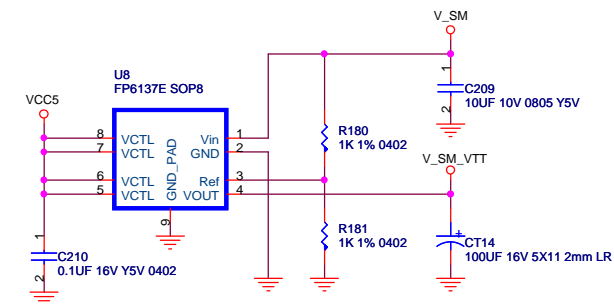 V_SM
U8
FP6137E SOP8
VCC5
1
C209
10UF 10V 0805 Y5V
2
8 VCTL Vin 1
7 VCTL GND 2
GND_PAD
R180
1K 1% 0402
V_SM_VTT
6 VCTL Ref 3
5 VCTL VOUT 4
9
R181
1K 1% 0402
CT14
100UF 16V 5X11 2mm LR
1
C210
0.1UF 16V Y5V 0402
2